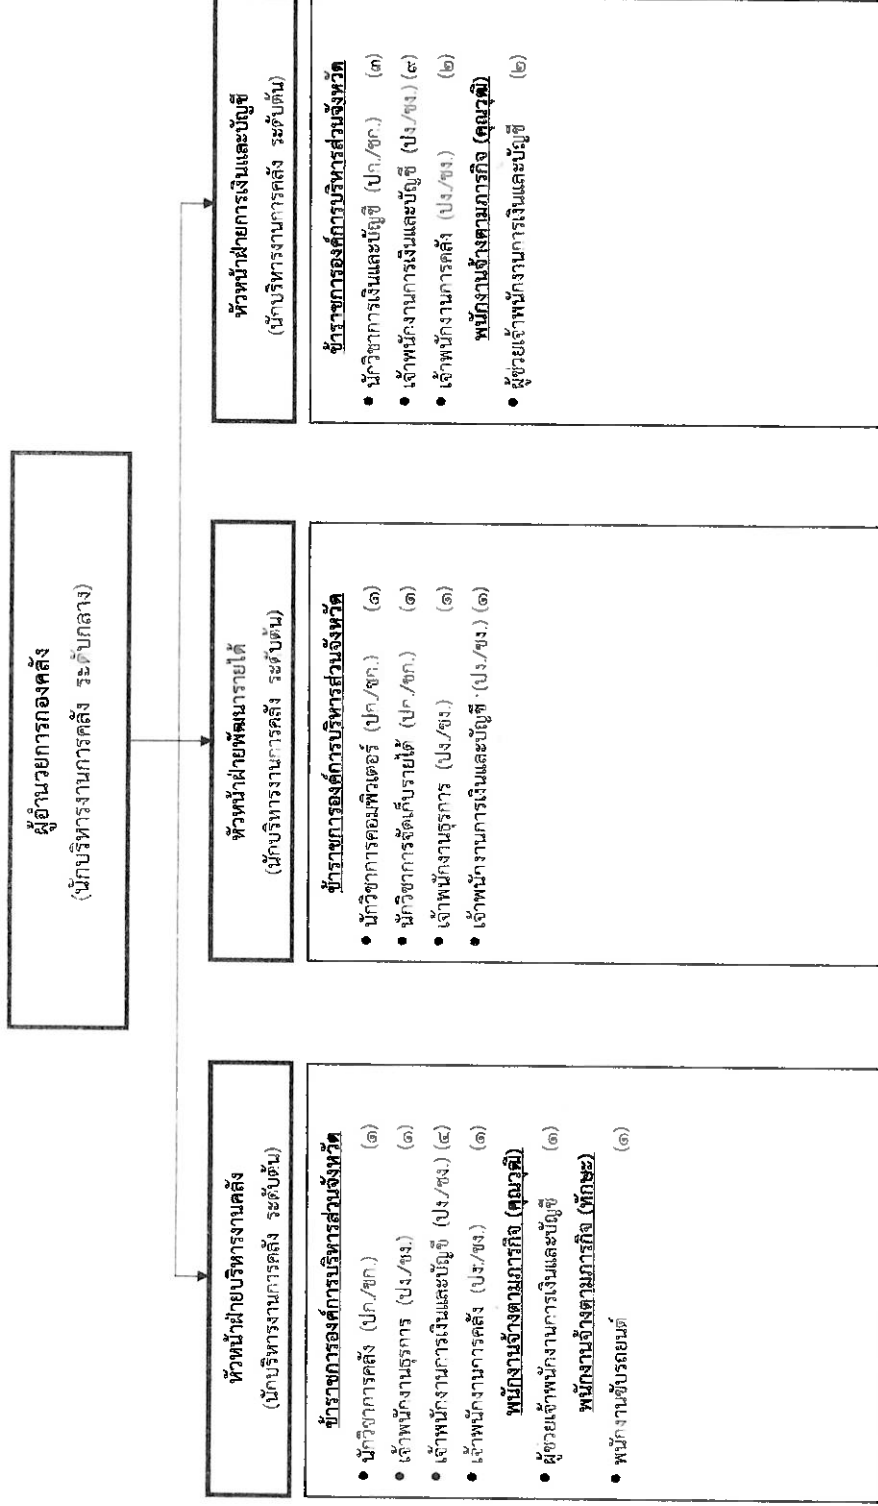 ผู้อำนวยการกองคลัง
(นักบริหารงานการคลัง ระดับกลาง)
หัวหน้าฝ่ายบริหารงานคลัง
(นักบริหารงานการคลัง ระดับต้น)
ข้าราชการองค์การบริหารส่วนจังหวัด
• นักวิชาการคลัง (ปก./ชก.) (๑)
• เจ้าพนักงานธุรการ (ปง./ชง.) (๑)
• เจ้าพนักงานการเงินและบัญชี (ปง./ชง.) (๔)
• เจ้าพนักงานการคลัง (ปง./ชง.) (๑)
พนักงานจ้างตามภารกิจ (คุณวุฒิ)
• ผู้ช่วยเจ้าพนักงานการเงินและบัญชี (๑)
พนักงานจ้างตามภารกิจ (ทักษะ)
• พนักงานขับรถยนต์ (๑)
หัวหน้าฝ่ายพัฒนารายได้
(นักบริหารงานการคลัง ระดับต้น)
ข้าราชการองค์การบริหารส่วนจังหวัด
• นักวิชาการคอมพิวเตอร์ (ปก./ชก.) (๑)
• นักวิชาการจัดเก็บรายได้ (ปก./ชก.) (๑)
• เจ้าพนักงานธุรการ (ปง./ชง.) (๑)
• เจ้าพนักงานการเงินและบัญชี (ปง./ชง.) (๑)
หัวหน้าฝ่ายการเงินและบัญชี
(นักบริหารงานการคลัง ระดับต้น)
ข้าราชการองค์การบริหารส่วนจังหวัด
• นักวิชาการเงินและบัญชี (ปก./ชก.) (๓)
• เจ้าพนักงานการเงินและบัญชี (ปง./ชง.) (๙)
• เจ้าพนักงานการคลัง (ปง./ชง.) (๒)
พนักงานจ้างตามภารกิจ (คุณวุฒิ)
• ผู้ช่วยเจ้าพนักงานการเงินและบัญชี (๒)